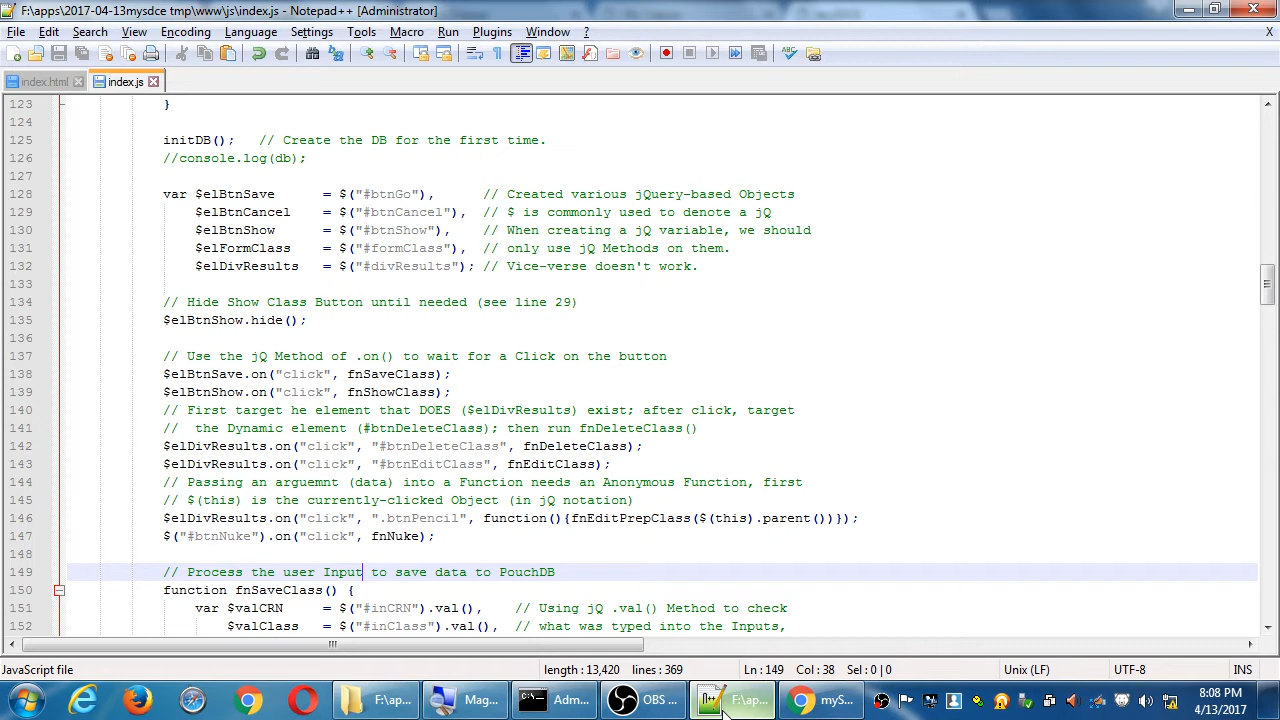 F:\apps\2017-04-13mysdce tmp\www\js\index.js - Notepad++ [Administrator]
File Edit Search View Encoding Language Settings Tools Macro Run Plugins Window ? X
index.html index.js
123 }
124
125 initDB(); // Create the DB for the first time.
126 //console.log(db);
127
128 var $elBtnSave = $("#btnGo"), // Created various jQuery-based Objects
129 $elBtnCancel = $("#btnCancel"), // $ is commonly used to denote a jQ
130 $elBtnShow = $("#btnShow"), // When creating a jQ variable, we should
131 $elFormClass = $("#formClass"), // only use jQ Methods on them.
132 $elDivResults = $("#divResults"); // Vice-verse doesn't work.
133
134 // Hide Show Class Button until needed (see line 29)
135 $elBtnShow.hide();
136
137 // Use the jQ Method of .on() to wait for a Click on the button
138 $elBtnSave.on("click", fnSaveClass);
139 $elBtnShow.on("click", fnShowClass);
140 // First target he element that DOES ($elDivResults) exist; after click, target
141 // the Dynamic element (#btnDeleteClass); then run fnDeleteClass()
142 $elDivResults.on("click", "#btnDeleteClass", fnDeleteClass);
143 $elDivResults.on("click", "#btnEditClass", fnEditClass);
144 // Passing an arguemnt (data) into a Function needs an Anonymous Function, first
145 // $(this) is the currently-clicked Object (in jQ notation)
146 $elDivResults.on("click", ".btnPencil", function(){fnEditPrepClass($(this).parent())});
147 $("#btnNuke").on("click", fnNuke);
148
149 // Process the user Input to save data to PouchDB
150 function fnSaveClass() {
151 var $valCRN = $("#inCRN").val(), // Using jQ .val() Method to check
152 $valClass = $("#inClass").val(), // what was typed into the Inputs,
JavaScript file length : 13,420 lines : 369 Ln : 149 Col : 38 Sel : 0 | 0 Unix (LF) UTF-8 INS
F:\ap... Mag... Adm... OBS ... F:\ap... myS... 8:08 PM
4/13/2017